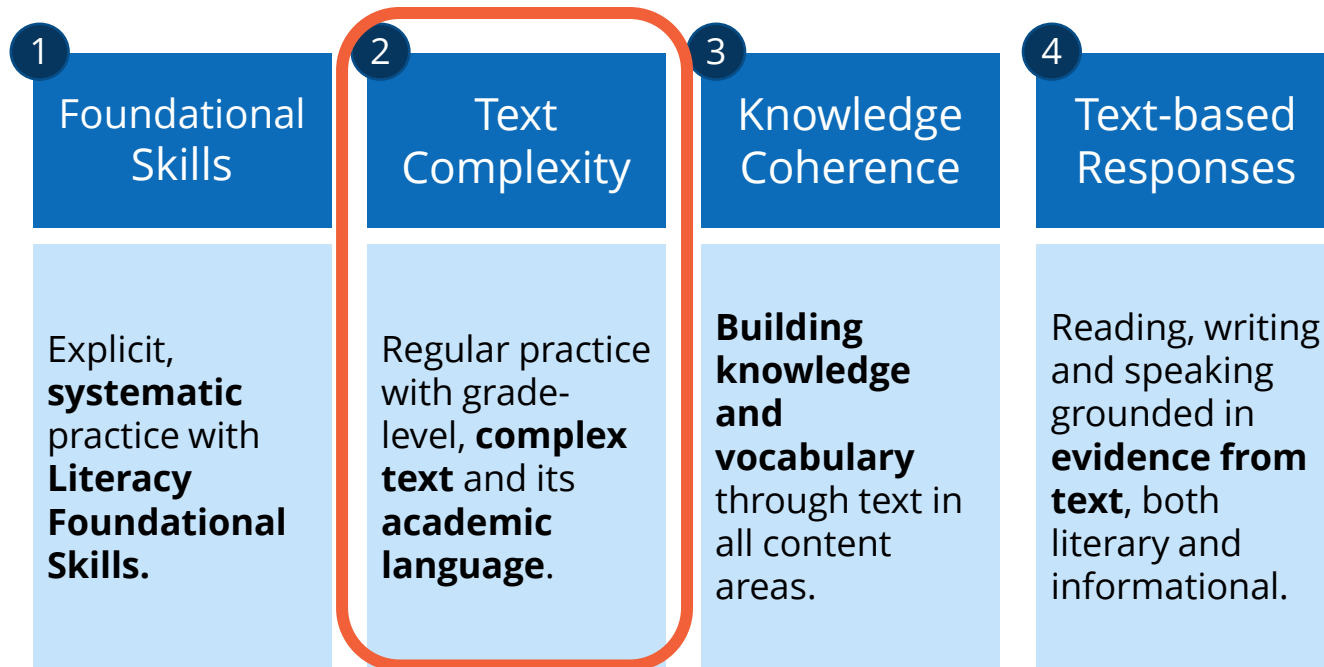 1
Foundational
Skills
Explicit,
systematic
practice with
Literacy
Foundational
Skills.
2
Text
Complexity
Regular practice
with grade-
level, complex
text and its
academic
language.
3
Knowledge
Coherence
Building
knowledge
and
vocabulary
through text in
all content
areas.
4
Text-based
Responses
Reading, writing
and speaking
grounded in
evidence from
text, both
literary and
informational.